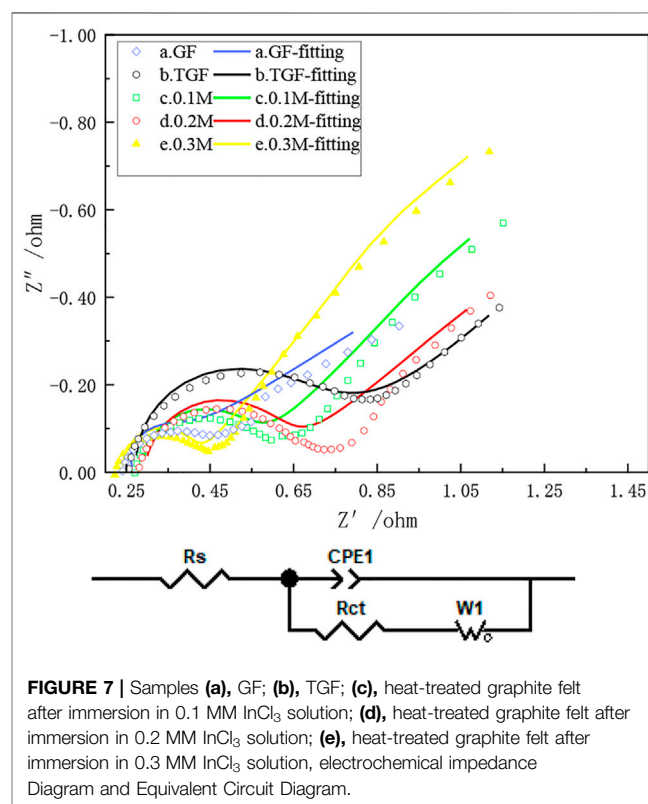 -1.00
-0.80
-0.60
-0.40
-0.20
0.00
Z″ /ohm
a.GF a.GF-fitting
b.TGF b.TGF-fitting
c.0.1M c.0.1M-fitting
d.0.2M d.0.2M-fitting
e.0.3M e.0.3M-fitting
0.25 0.45 0.65 0.85 1.05 1.25 1.45
Z′ /ohm
Rs CPE1
Rct W1
FIGURE 7 | Samples (a), GF; (b), TGF; (c), heat-treated graphite felt
after immersion in 0.1 MM InCl₃ solution; (d), heat-treated graphite felt after
immersion in 0.2 MM InCl₃ solution; (e), heat-treated graphite felt after
immersion in 0.3 MM InCl₃ solution, electrochemical impedance
Diagram and Equivalent Circuit Diagram.